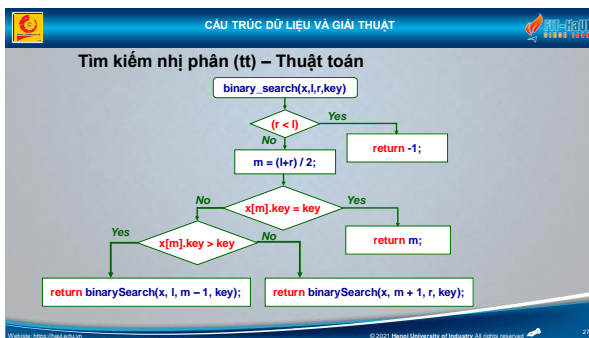 CẤU TRÚC DỮ LIỆU VÀ GIẢI THUẬT
FIT-HaUI
Tìm kiếm nhị phân (tt) – Thuật toán
binary_search(x,l,r,key)
(r < l)
Yes
No
return -1;
m = (l+r) / 2;
No
x[m].key = key
Yes
return m;
Yes
x[m].key > key
No
return binarySearch(x, l, m – 1, key);
return binarySearch(x, m + 1, r, key);
Website: https://haui.edu.vn
© 2021 Hanoi University of Industry All rights reserved
27